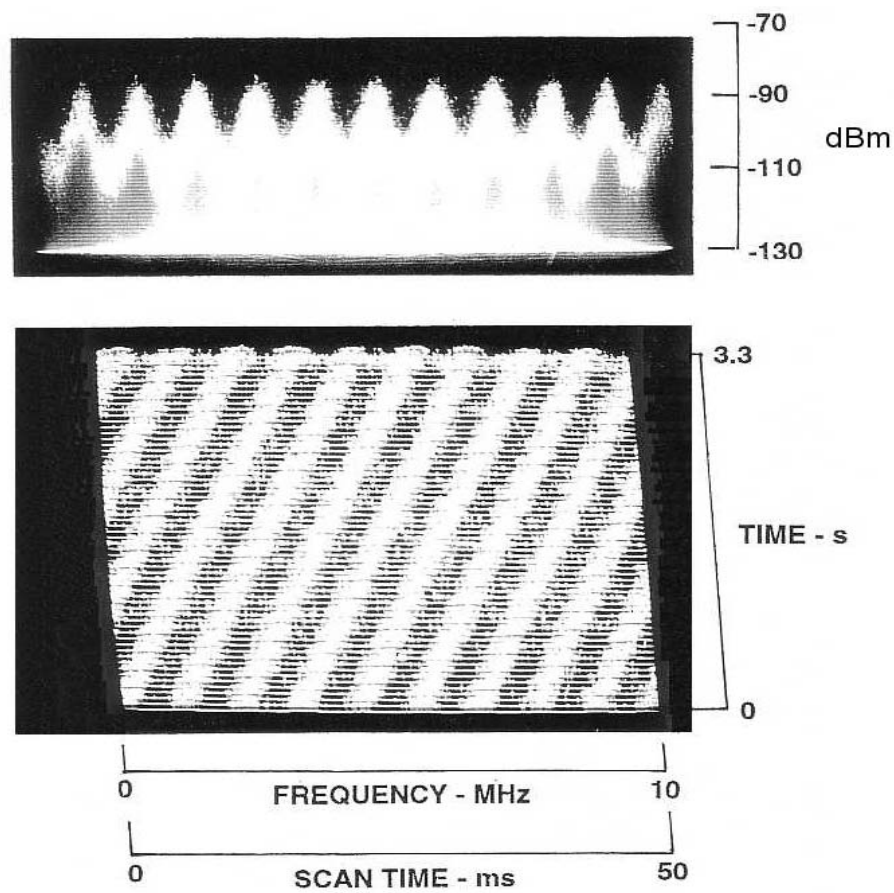 -70
-90
dBm
-110
-130
3.3
TIME - s
0
0 10
FREQUENCY - MHz
0 50
SCAN TIME - ms